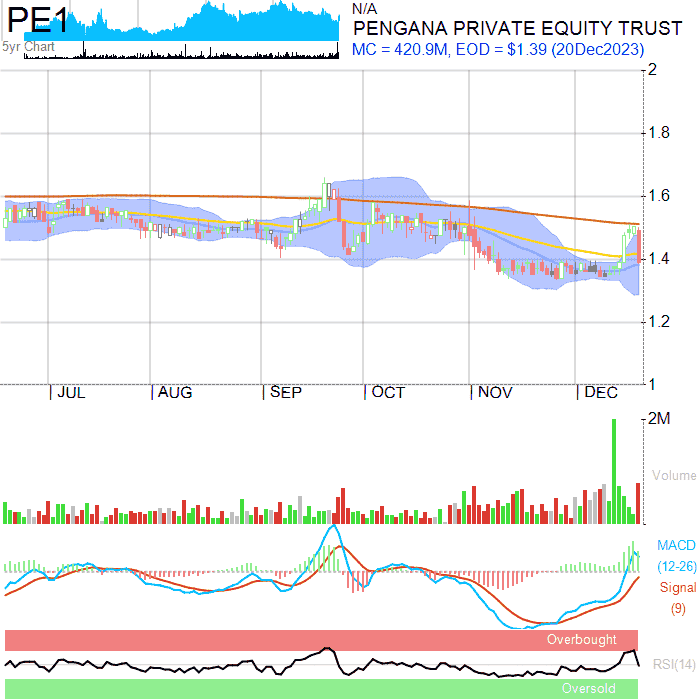 PE1
5yr Chart
N/A
PENGANA PRIVATE EQUITY TRUST
MC = 420.9M, EOD = $1.39 (20Dec2023)
2
1.8
1.6
1.4
1.2
1
JUL AUG SEP OCT NOV DEC
2M
Volume
MACD
(12-26)
Signal
(9)
Overbought
RSI(14)
Oversold